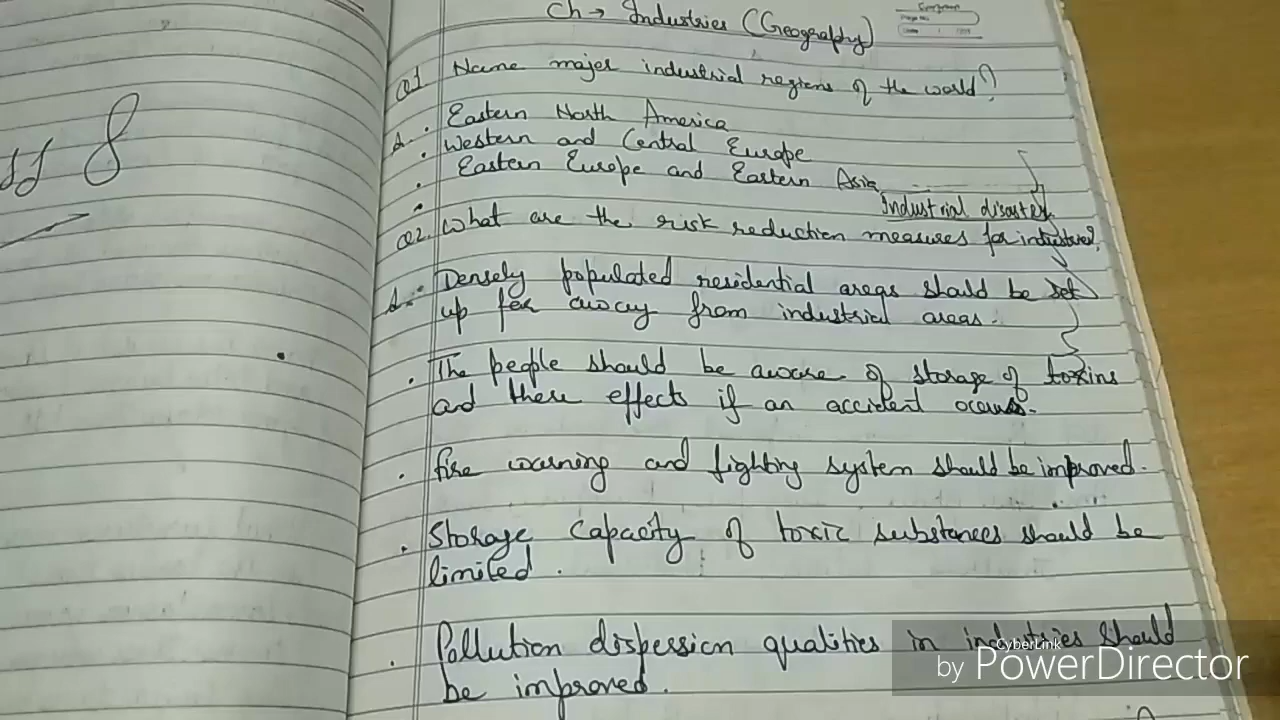 Ch → Industries (Geography)
Q1 Name major industrial regions of the world?
A. • Eastern North America
• Western and Central Europe
• Eastern Europe and Eastern Asia
Industrial disaster
Q2. What are the risk reduction measures for
A. • Densely populated residential areas should be set
up far away from industrial areas.
• The people should be aware of storage of toxins
and there effects if an accident occurs.
• Fire warning and fighting system should be improved.
• Storage Capacity of toxic substances should be
limited.
• Pollution dispession qualities in industries should
be improved.
8
CyberLink
by PowerDirector